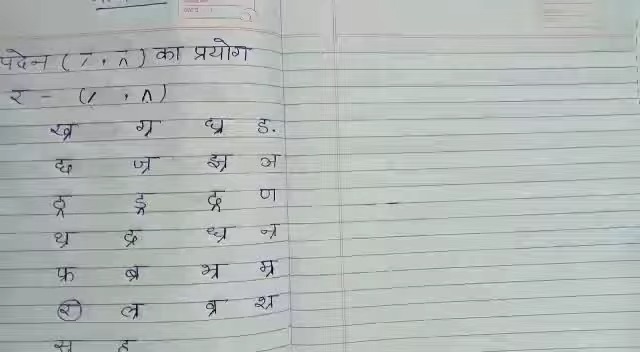 पदेन ( ्र , ^ ) का प्रयोग
र - ( ्र , ^ )
ख्र ग्र घ्र ङ.
छ्र ज्र झ्र ञ
ठ्र ड्र ढ्र ण
थ्र द्र ध्र न्र
फ्र ब्र भ्र म्र
र ल्र व्र श्र
स्र ह्र